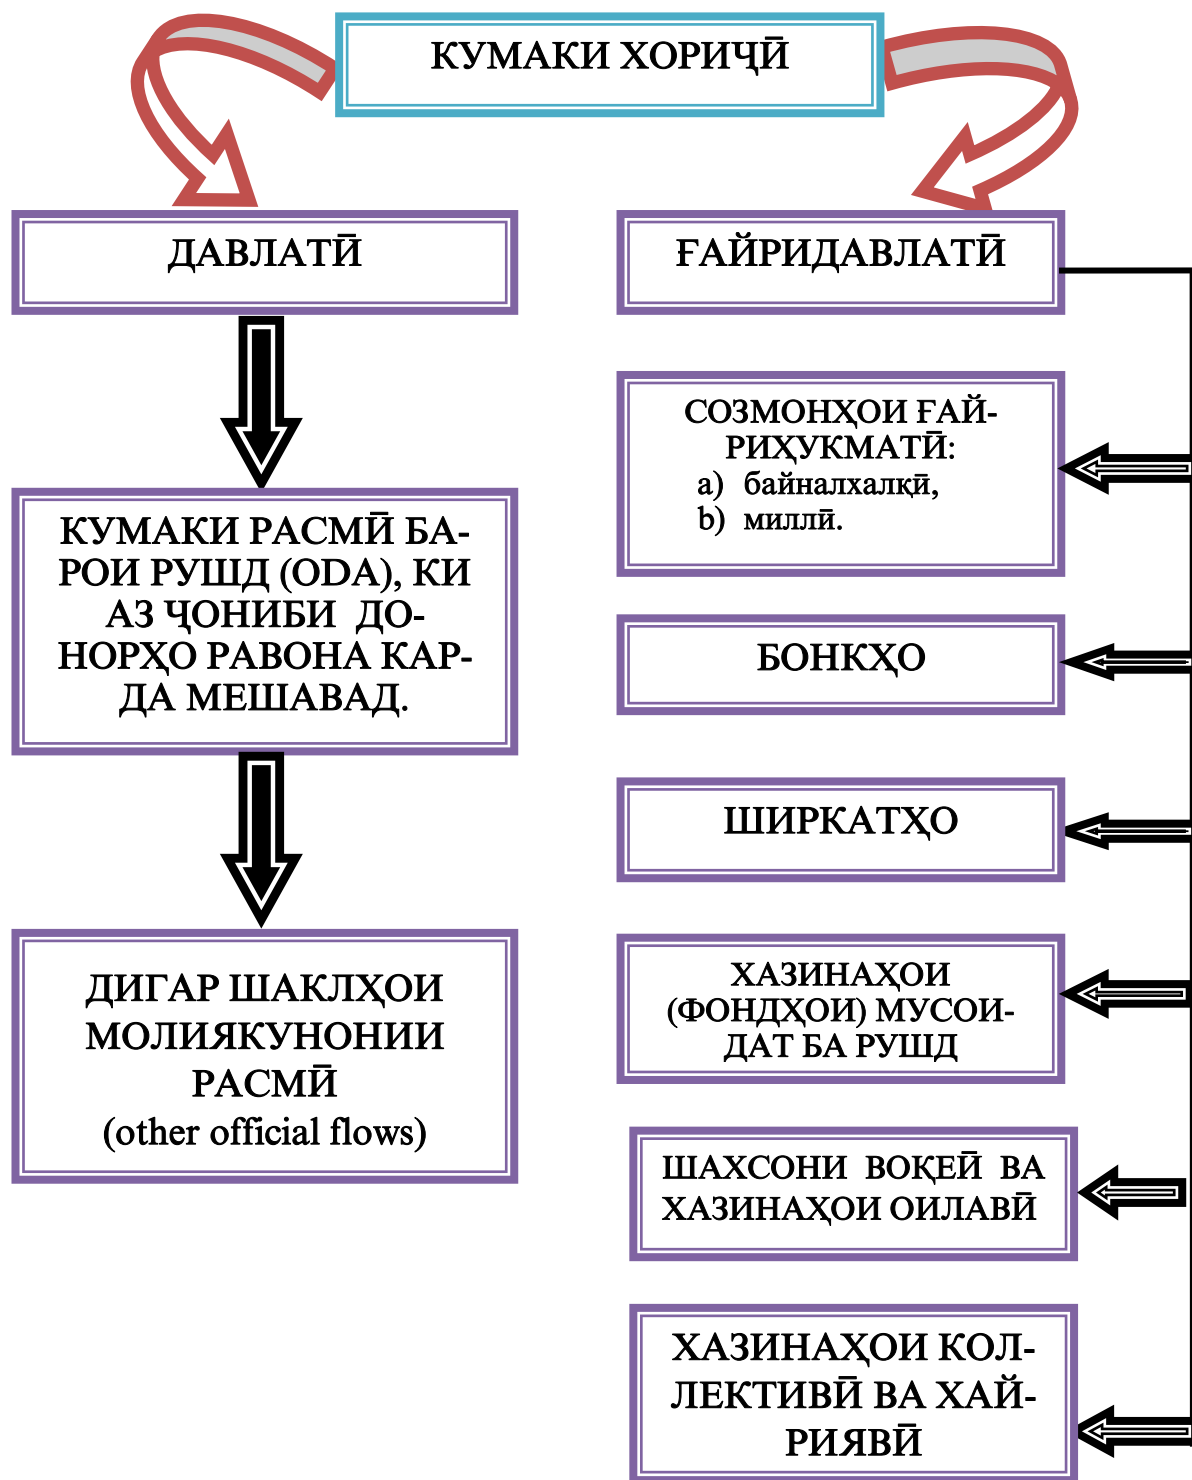 КУМАКИ ХОРИҶӢ
ДАВЛАТӢ
КУМАКИ РАСМӢ БА-
РОИ РУШД (ODA), КИ
АЗ ҶОНИБИ ДО-
НОРҲО РАВОНА КАР-
ДА МЕШАВАД.
ДИГАР ШАКЛҲОИ
МОЛИЯКУНОНИИ
РАСМӢ
(other official flows)
ҒАЙРИДАВЛАТӢ
СОЗМОНҲОИ ҒАЙ-
РИҲУКМАТӢ:
a) байналхалқӣ,
b) миллӣ.
БОНКҲО
ШИРКАТҲО
ХАЗИНАҲОИ
(ФОНДҲОИ) МУСОИ-
ДАТ БА РУШД
ШАХСОНИ ВОҚЕӢ ВА
ХАЗИНАҲОИ ОИЛАВӢ
ХАЗИНАҲОИ КОЛ-
ЛЕКТИВӢ ВА ХАЙ-
РИЯВӢ